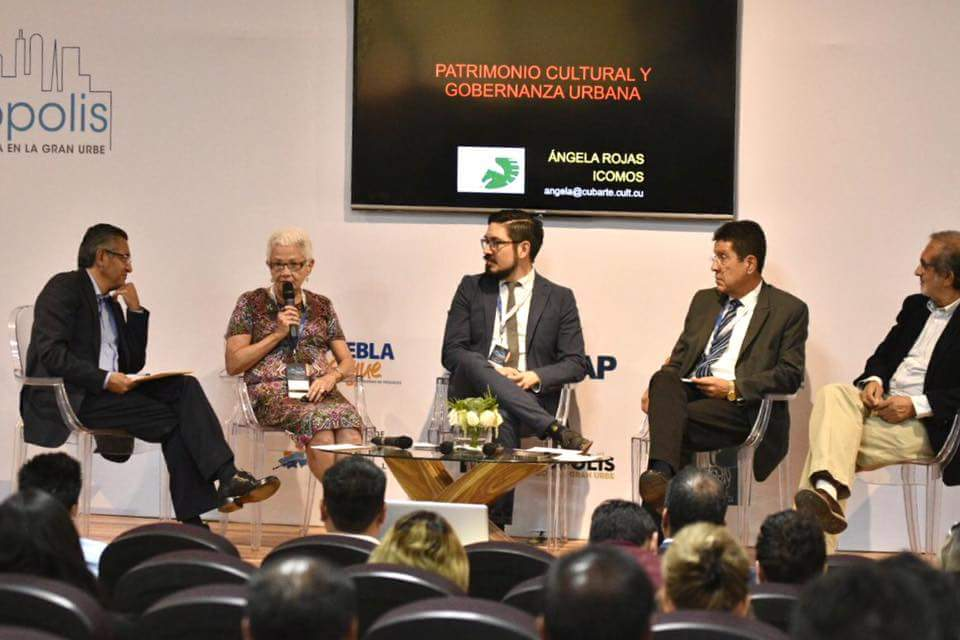 PATRIMONIO CULTURAL Y
GOBERNANZA URBANA
ÁNGELA ROJAS
ICOMOS
angela@cubarte.cult.cu
opolis
EN LA GRAN URBE
EBLA
gue
AP
OLIS
GRAN URBE